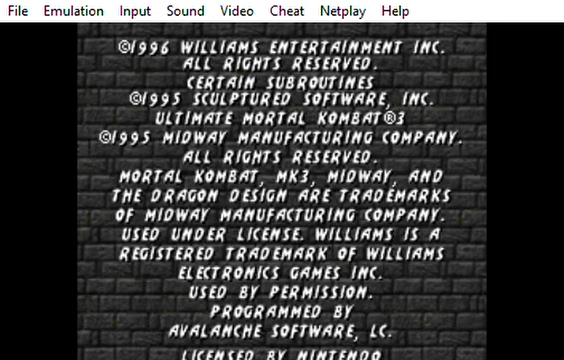 File Emulation Input Sound Video Cheat Netplay Help
©1996 WILLIAMS ENTERTAINMENT INC.
ALL RIGHTS RESERVED.
CERTAIN SUBROUTINES
©1995 SCULPTURED SOFTWARE, INC.
ULTIMATE MORTAL KOMBAT®3
©1995 MIDWAY MANUFACTURING COMPANY.
ALL RIGHTS RESERVED.
MORTAL KOMBAT, MK3, MIDWAY, AND
THE DRAGON DESIGN ARE TRADEMARKS
OF MIDWAY MANUFACTURING COMPANY.
USED UNDER LICENSE. WILLIAMS IS A
REGISTERED TRADEMARK OF WILLIAMS
ELECTRONICS GAMES INC.
USED BY PERMISSION.
PROGRAMMED BY
AVALANCHE SOFTWARE, LC.
LICENSED BY NINTENDO